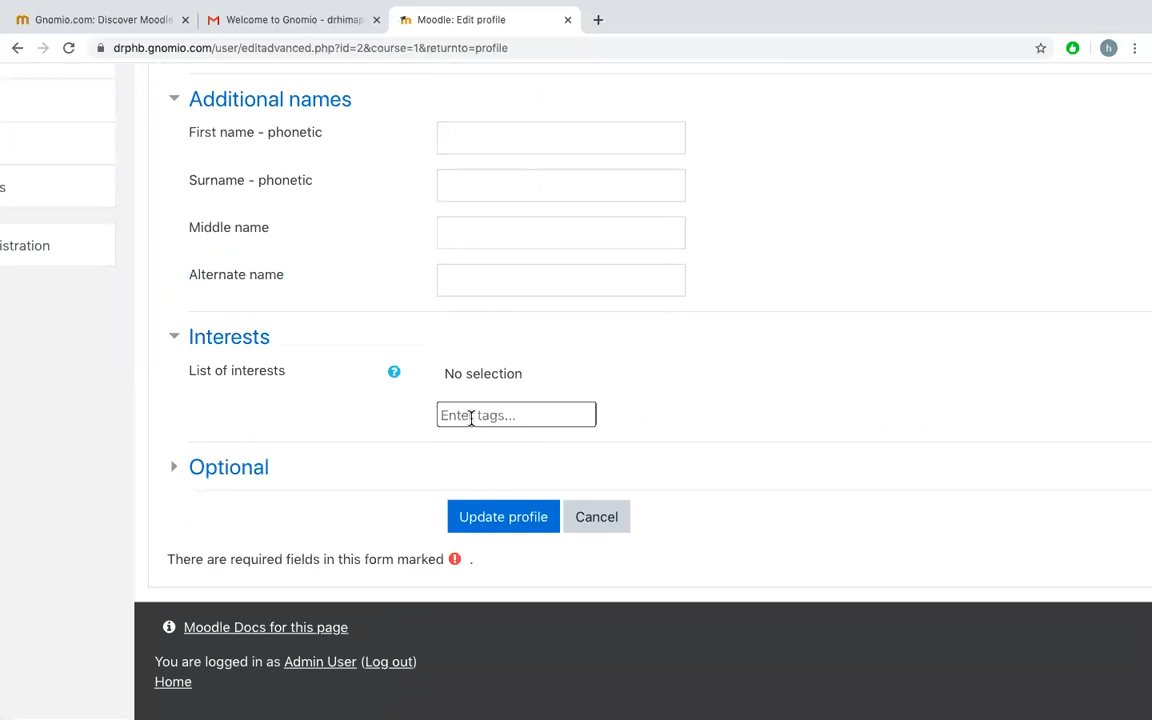 Gnomio.com: Discover Moodle
Welcome to Gnomio - drhimap
Moodle: Edit profile
drphb.gnomio.com/user/editadvanced.php?id=2&course=1&returnto=profile
h
Additional names
First name - phonetic
Surname - phonetic
s
Middle name
istration
Alternate name
Interests
List of interests
?
No selection
Enter tags...
Optional
Update profile
Cancel
There are required fields in this form marked ! .
Moodle Docs for this page
You are logged in as Admin User (Log out)
Home